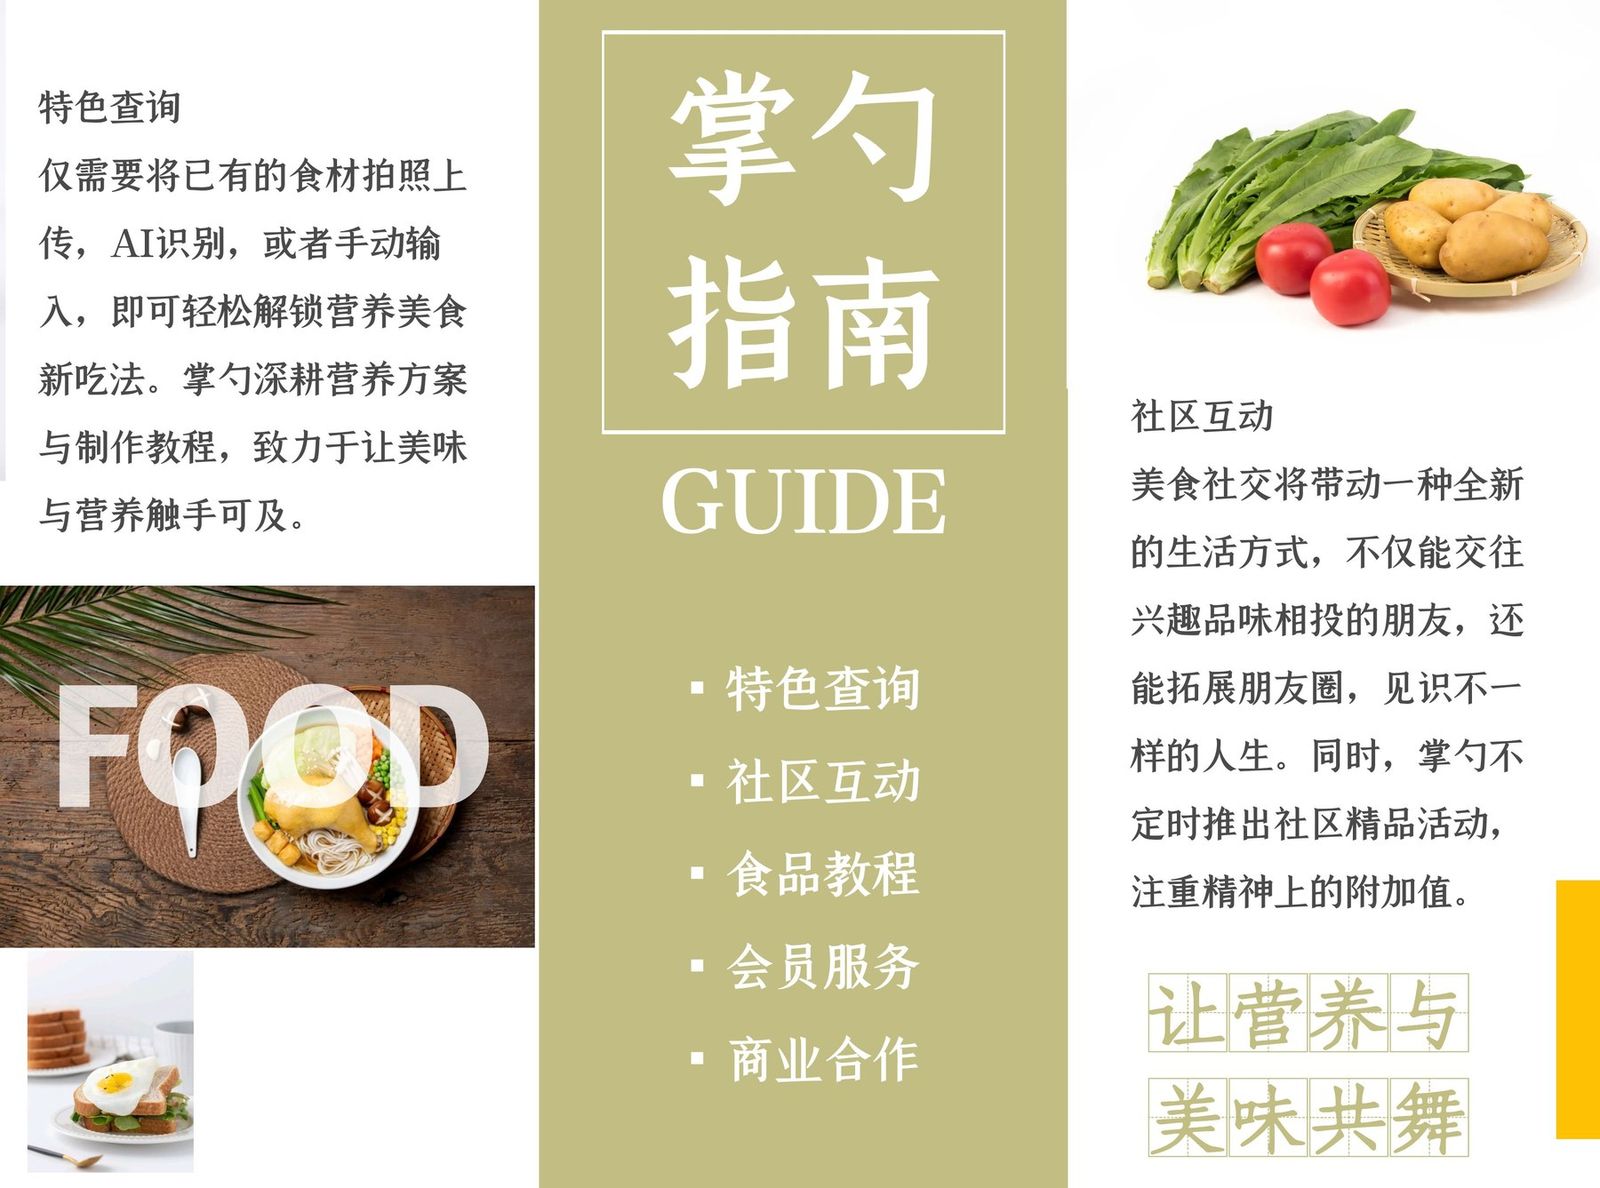 特色查询
仅需要将已有的食材拍照上
传，AI识别，或者手动输
入，即可轻松解锁营养美食
新吃法。掌勺深耕营养方案
与制作教程，致力于让美味
与营养触手可及。
FOOD
掌勺
指南
GUIDE
▪ 特色查询
▪ 社区互动
▪ 食品教程
▪ 会员服务
▪ 商业合作
社区互动
美食社交将带动一种全新
的生活方式，不仅能交往
兴趣品味相投的朋友，还
能拓展朋友圈，见识不一
样的人生。同时，掌勺不
定时推出社区精品活动，
注重精神上的附加值。
让营养与
美味共舞